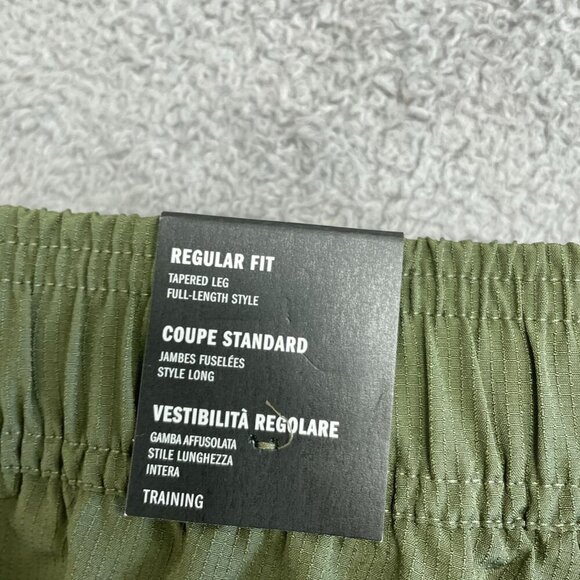 REGULAR FIT
TAPERED LEG
FULL-LENGTH STYLE
COUPE STANDARD
JAMBES FUSELÉES
STYLE LONG
VESTIBILITÀ REGOLARE
GAMBA AFFUSOLATA
STILE LUNGHEZZA
INTERA
TRAINING